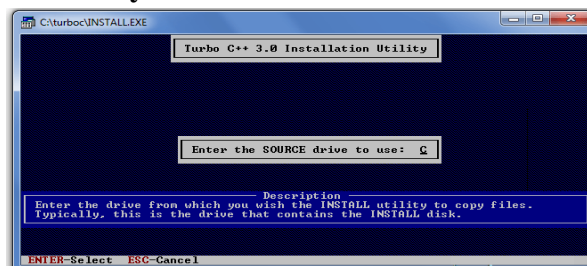 C:\turboc\INSTALL.EXE
Turbo C++ 3.0 Installation Utility
Enter the SOURCE drive to use: C
Description
Enter the drive from which you wish the INSTALL utility to copy files.
Typically, this is the drive that contains the INSTALL disk.
ENTER-Select ESC-Cancel